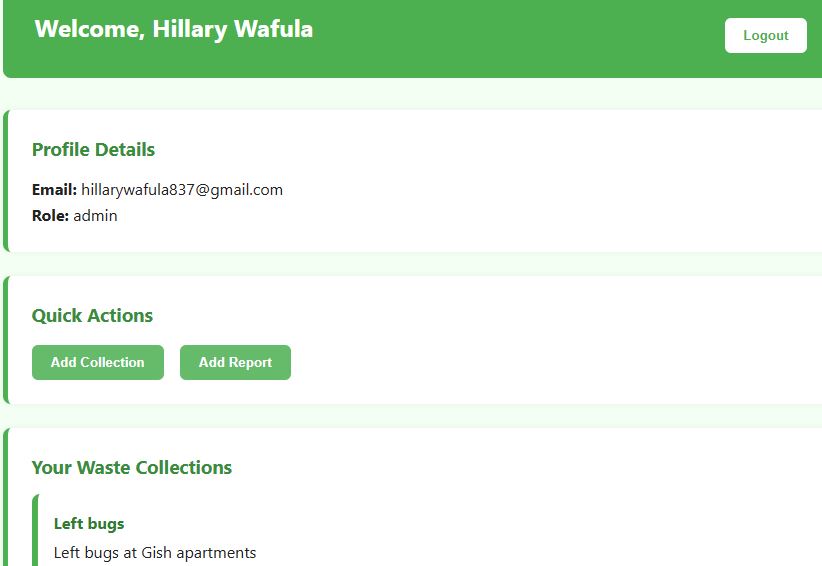 Welcome, Hillary Wafula
Logout
Profile Details
Email: hillarywafula837@gmail.com
Role: admin
Quick Actions
Add Collection
Add Report
Your Waste Collections
Left bugs
Left bugs at Gish apartments